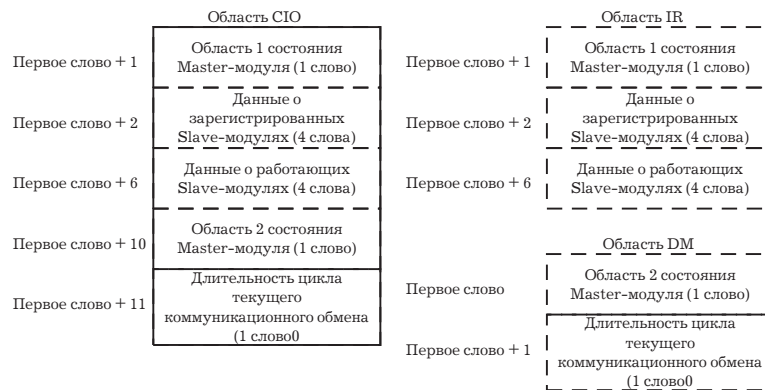 Область CIO
Первое слово + 1
Область 1 состояния
Master-модуля (1 слово)
Первое слово + 2
Данные о
зарегистрированных
Slave-модулях (4 слова)
Первое слово + 6
Данные о работающих
Slave-модулях (4 слова)
Первое слово + 10
Область 2 состояния
Master-модуля (1 слово)
Первое слово + 11
Длительность цикла
текущего
коммуникационного обмена
(1 слово0
Область IR
Первое слово + 1
Область 1 состояния
Master-модуля (1 слово)
Первое слово + 2
Данные о
зарегистрированных
Slave-модулях (4 слова)
Первое слово + 6
Данные о работающих
Slave-модулях (4 слова)
Область DM
Первое слово
Область 2 состояния
Master-модуля (1 слово)
Первое слово + 1
Длительность цикла
текущего
коммуникационного обмена
(1 слово0